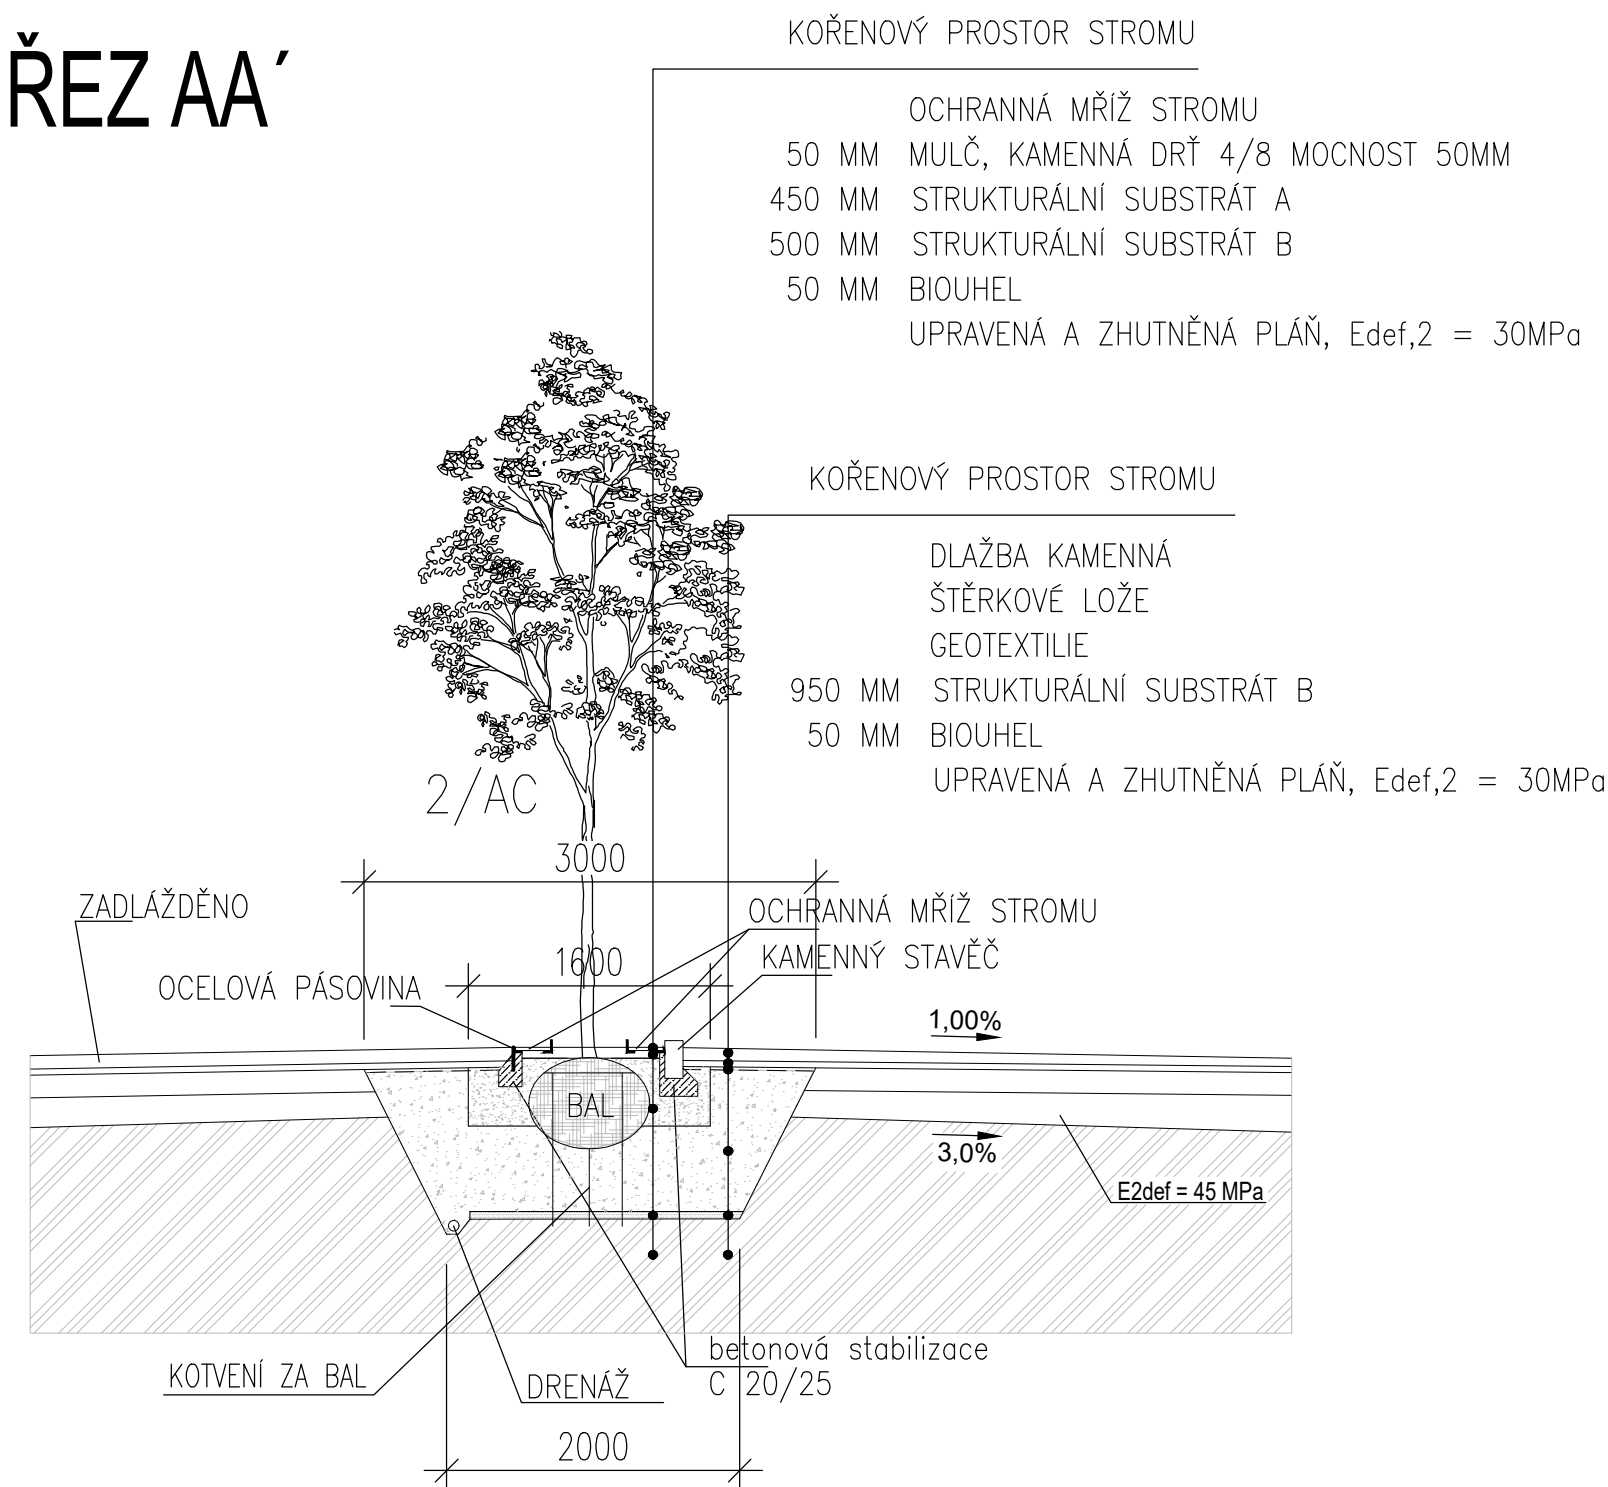 ŘEZ AA´
KOŘENOVÝ PROSTOR STROMU
OCHRANNÁ MŘÍŽ STROMU
50 MM MULČ, KAMENNÁ DRŤ 4/8 MOCNOST 50MM
450 MM STRUKTURÁLNÍ SUBSTRÁT A
500 MM STRUKTURÁLNÍ SUBSTRÁT B
50 MM BIOUHEL
UPRAVENÁ A ZHUTNĚNÁ PLÁŇ, Edef,2 = 30MPa
KOŘENOVÝ PROSTOR STROMU
DLAŽBA KAMENNÁ
ŠTĚRKOVÉ LOŽE
GEOTEXTILIE
950 MM STRUKTURÁLNÍ SUBSTRÁT B
50 MM BIOUHEL
UPRAVENÁ A ZHUTNĚNÁ PLÁŇ, Edef,2 = 30MPa
2/AC
3000
ZADLÁŽDĚNO
OCHRANNÁ MŘÍŽ STROMU
1600
KAMENNÝ STAVĚČ
OCELOVÁ PÁSOVINA
1,00%
BAL
3,0%
E2def = 45 MPa
betonová stabilizace
C 20/25
KOTVENÍ ZA BAL
DRENÁŽ
2000